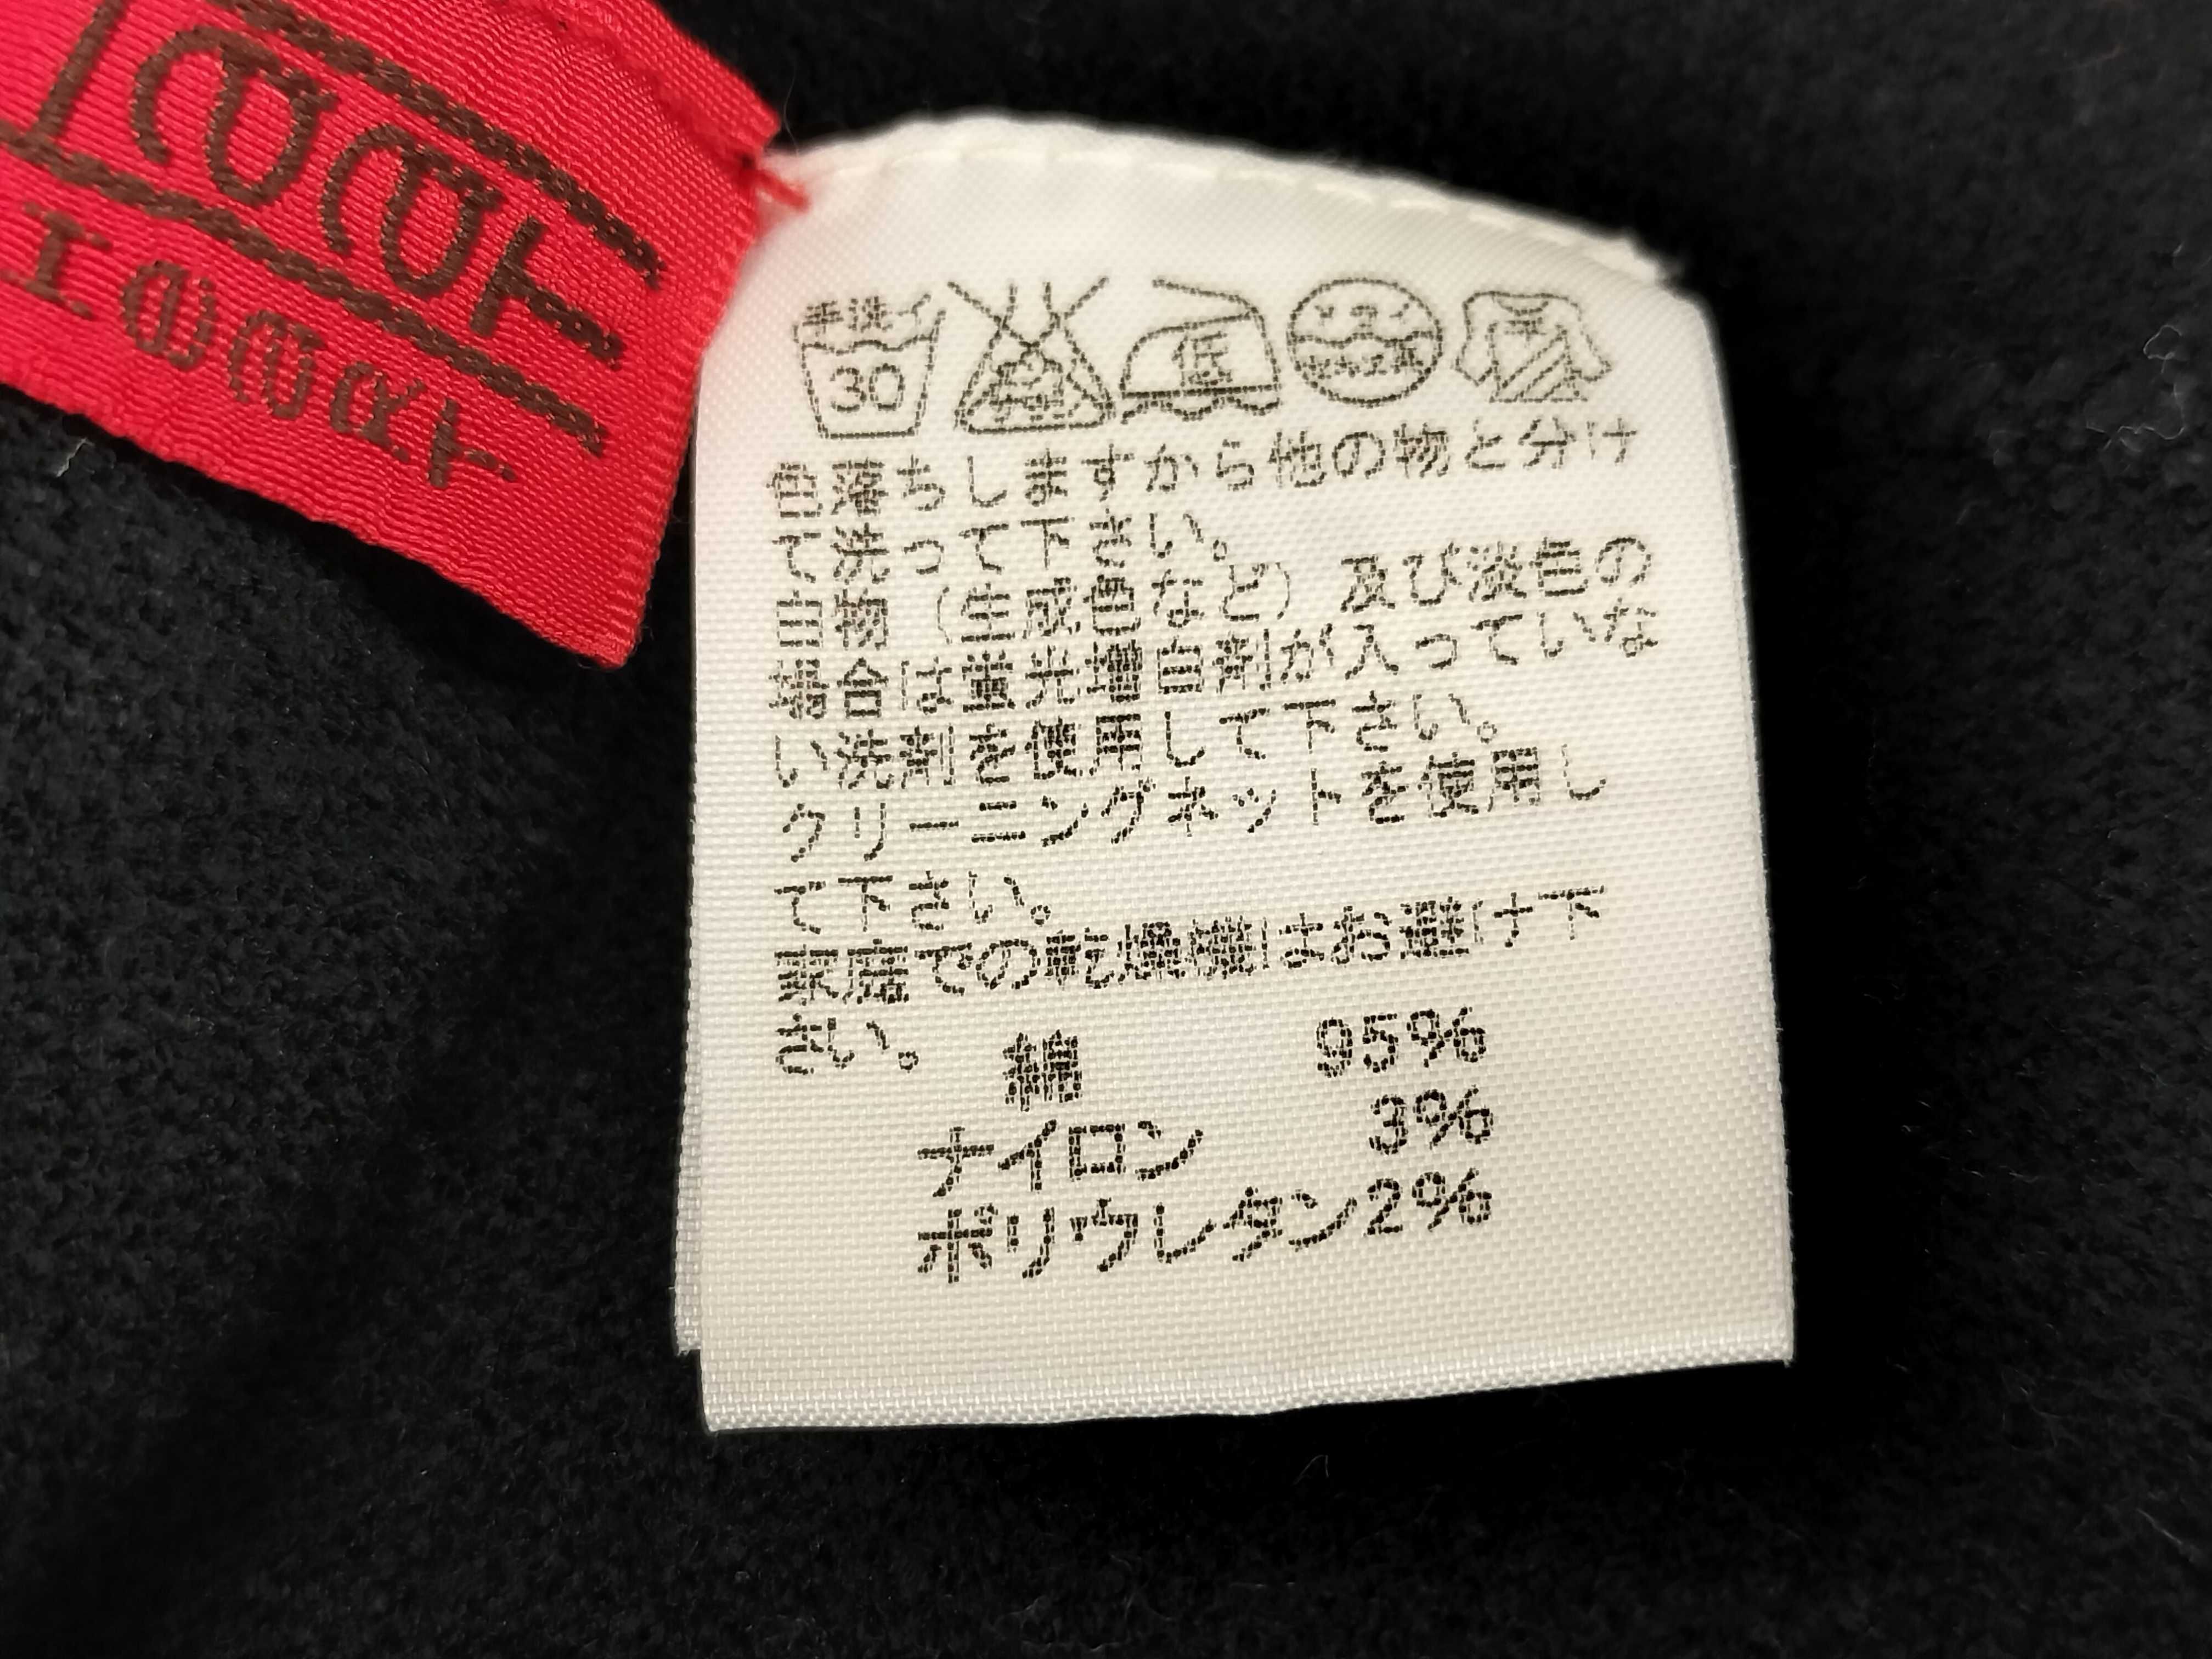 手洗イ
30
低
色落ちしますから他の物と分け
て洗って下さい。
白物（生成色など）及び淡色の
場合は蛍光増白剤が入っていな
い洗剤を使用して下さい。
クリーニングネットを使用し
て下さい。
家庭での乾燥機はお避け下
さい。
綿 95%
ナイロン 3%
ポリウレタン2%